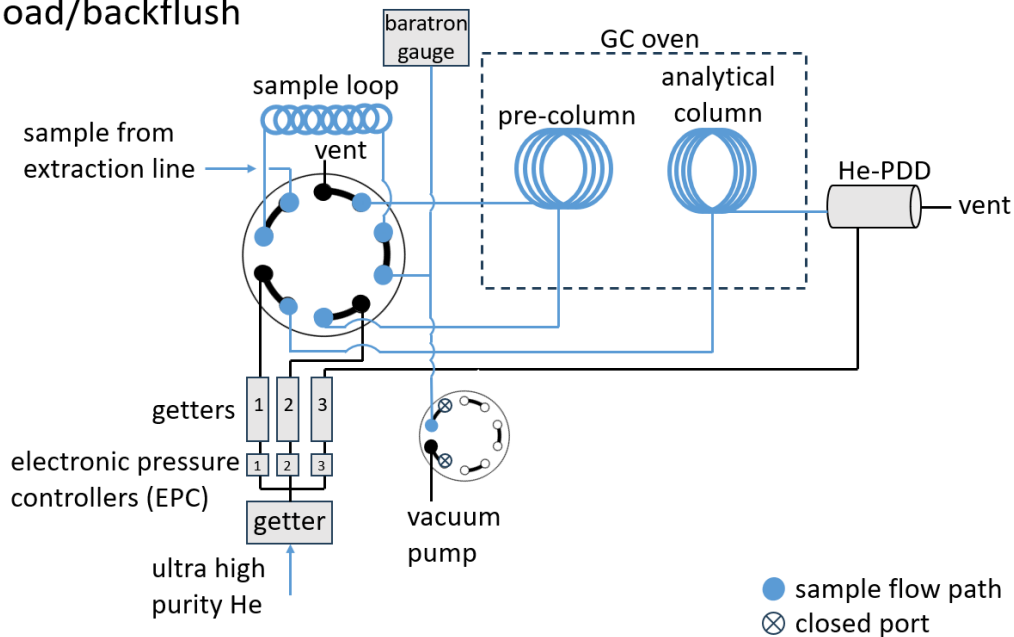 oad/backflush
baratron
gauge
GC oven
sample loop
analytical
column
pre-column
sample from
extraction line
vent
He-PDD
vent
getters
1 2 3
electronic pressure
controllers (EPC)
1 2 3
getter
vacuum
pump
ultra high
purity He
sample flow path
closed port